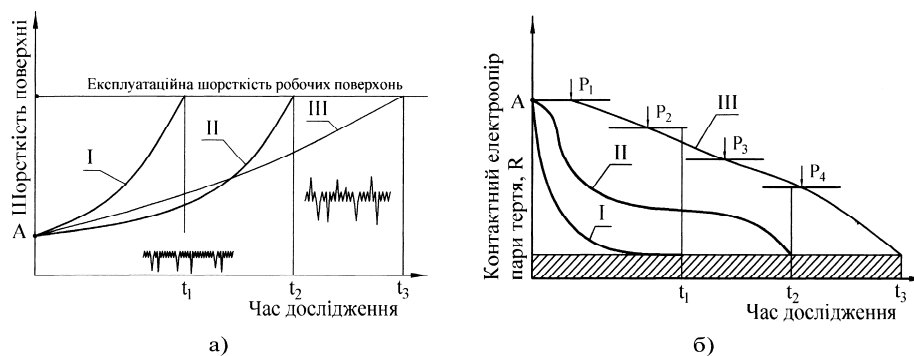 Шорсткість поверхні
А
Експлуатаційна шорсткість робочих поверхонь
I
II
III
t1
t2
t3
Час дослідження
а)
Контактний електроопір
пари тертя, R
А
P1
P2
P3
P4
III
II
I
t1
t2
t3
Час дослідження
б)